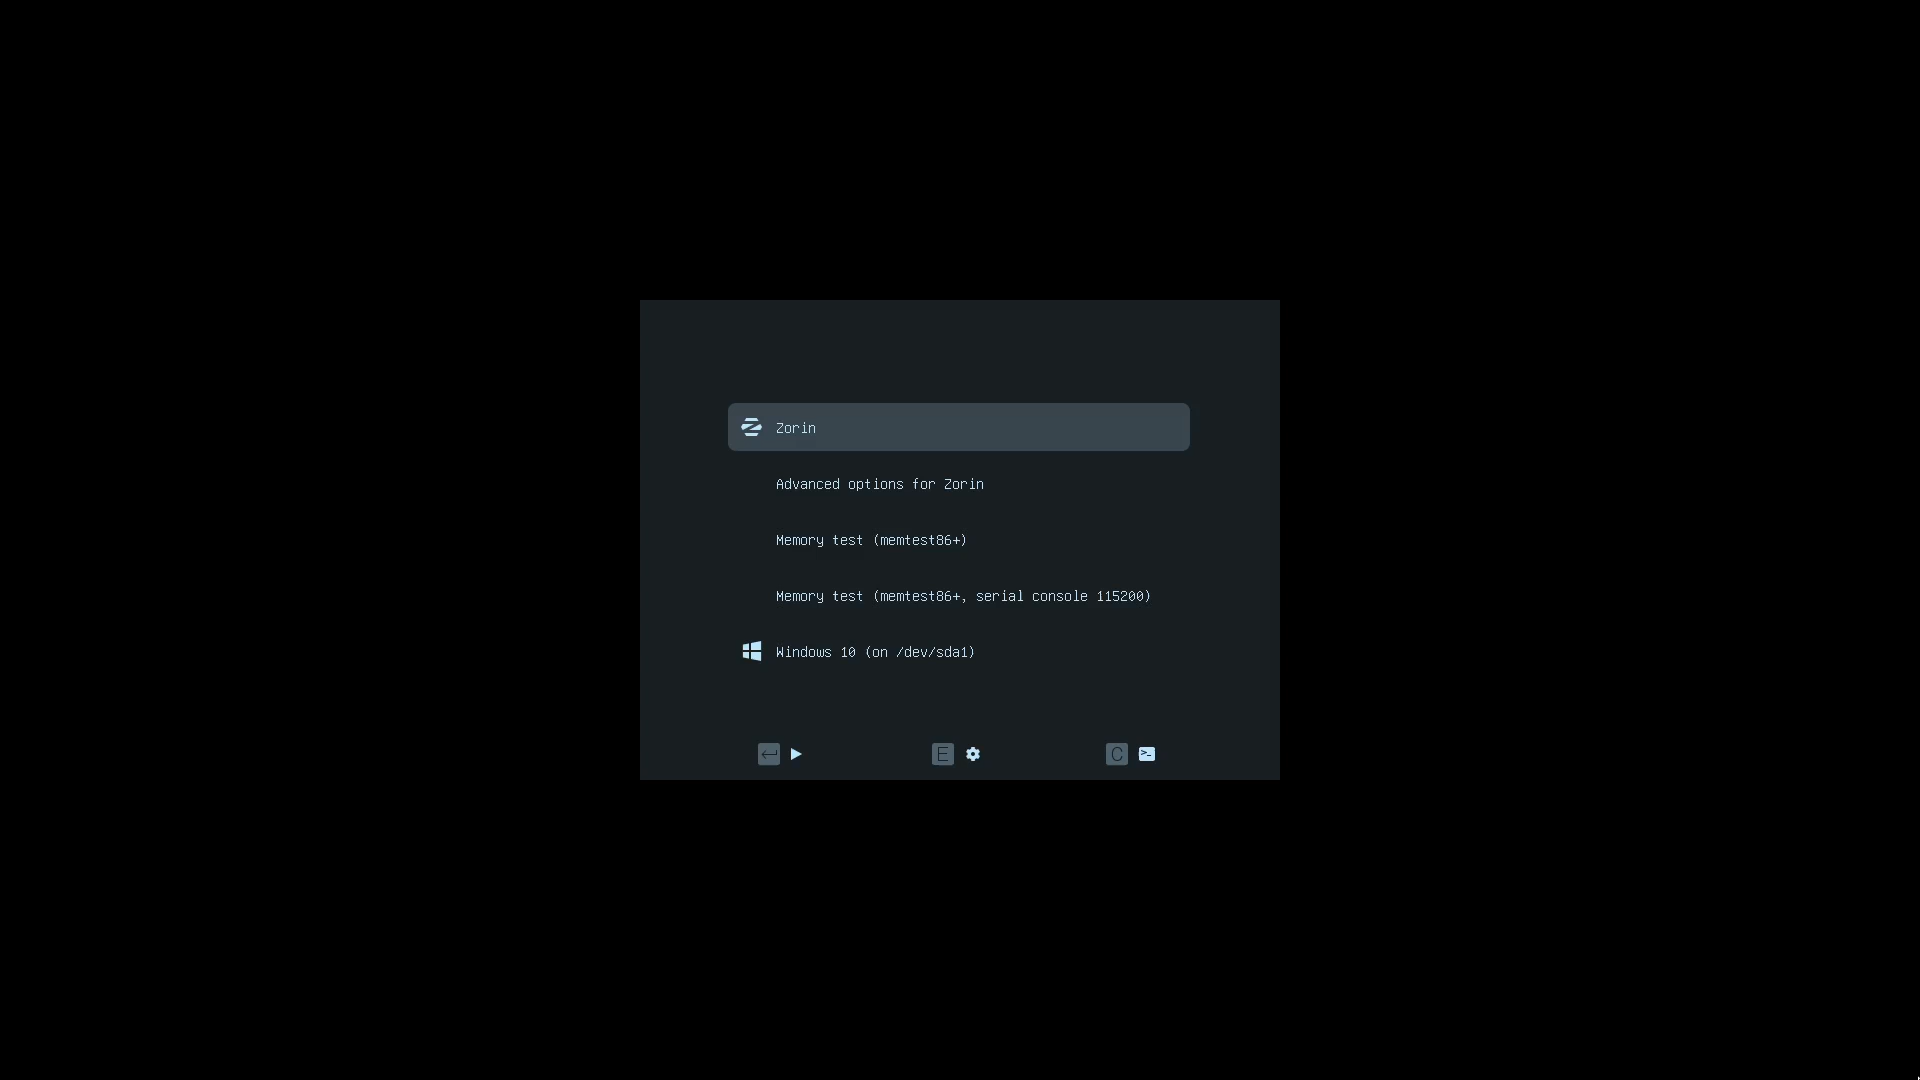 Zorin
Advanced options for Zorin
Memory test (memtest86+)
Memory test (memtest86+, serial console 115200)
Windows 10 (on /dev/sda1)
E C